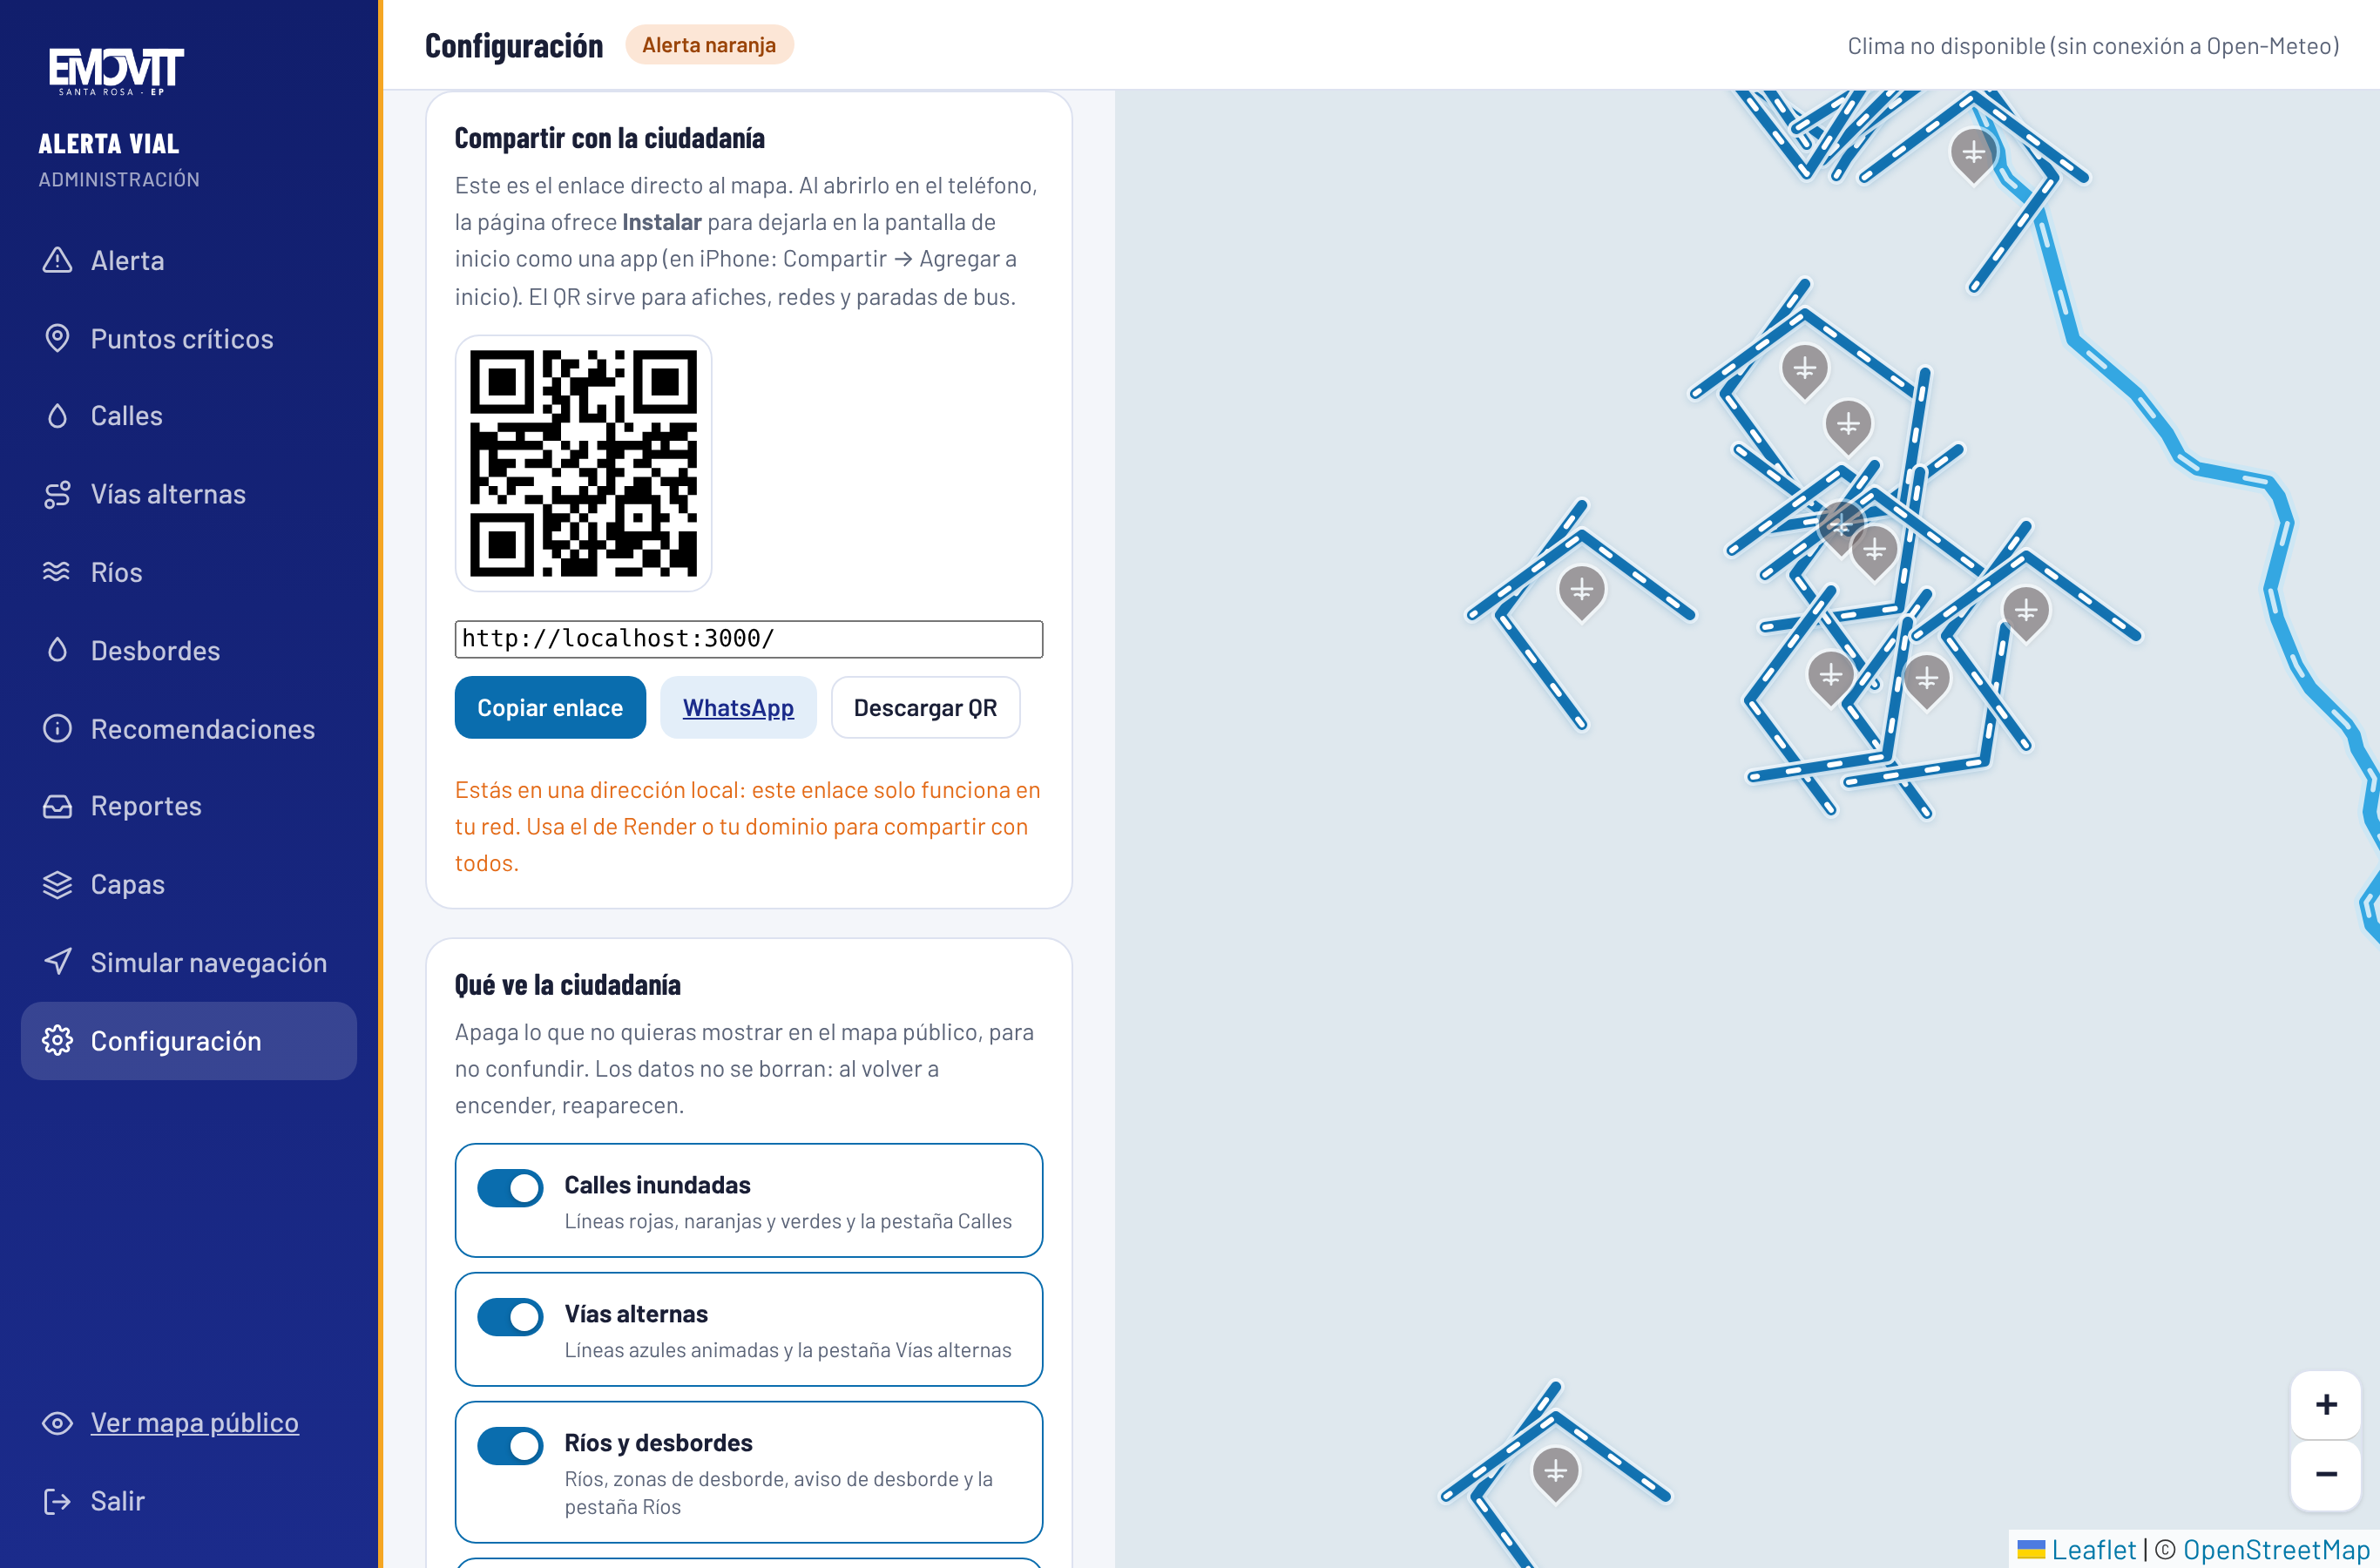 EMOVTT
SANTA ROSA - EP
ALERTA VIAL
ADMINISTRACIÓN
Alerta
Puntos críticos
Calles
Vías alternas
Ríos
Desbordes
Recomendaciones
Reportes
Capas
Simular navegación
Configuración
Ver mapa público
Salir
Configuración
Alerta naranja
Clima no disponible (sin conexión a Open-Meteo)
Compartir con la ciudadanía
Este es el enlace directo al mapa. Al abrirlo en el teléfono,
la página ofrece Instalar para dejarla en la pantalla de
inicio como una app (en iPhone: Compartir → Agregar a
inicio). El QR sirve para afiches, redes y paradas de bus.
http://localhost:3000/
Copiar enlace
WhatsApp
Descargar QR
Estás en una dirección local: este enlace solo funciona en
tu red. Usa el de Render o tu dominio para compartir con
todos.
Qué ve la ciudadanía
Apaga lo que no quieras mostrar en el mapa público, para
no confundir. Los datos no se borran: al volver a
encender, reaparecen.
Calles inundadas
Líneas rojas, naranjas y verdes y la pestaña Calles
Vías alternas
Líneas azules animadas y la pestaña Vías alternas
Ríos y desbordes
Ríos, zonas de desborde, aviso de desborde y la
pestaña Ríos
+
−
Leaflet | © OpenStreetMap